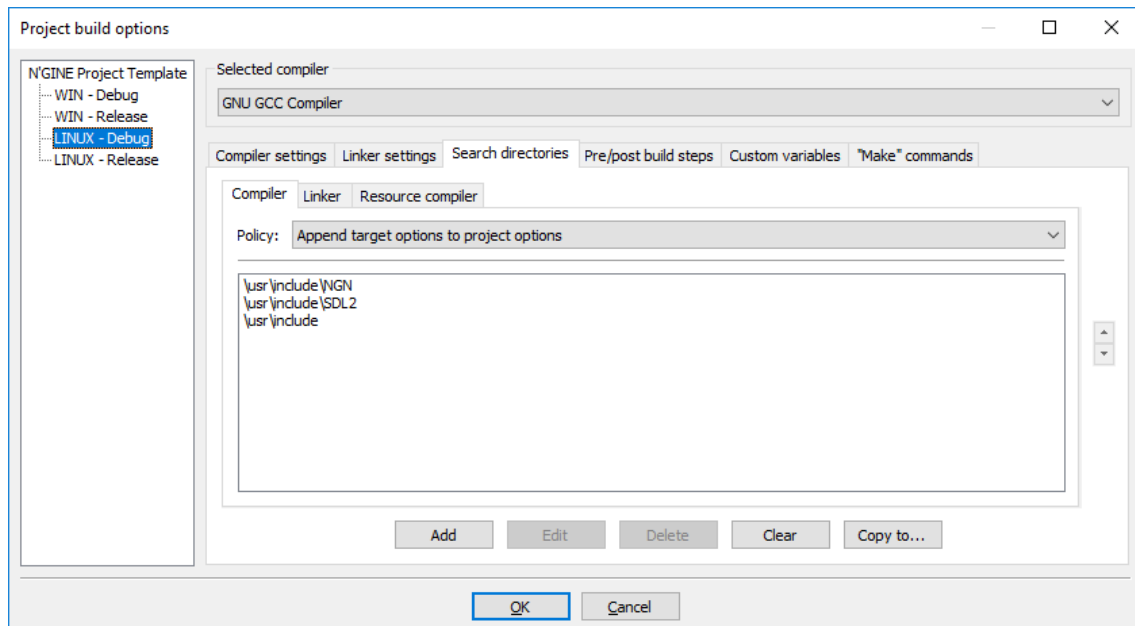 Project build options
N'GINE Project Template
WIN - Debug
WIN - Release
LINUX - Debug
LINUX - Release
Selected compiler
GNU GCC Compiler
Compiler settings Linker settings Search directories Pre/post build steps Custom variables "Make" commands
Compiler Linker Resource compiler
Policy: Append target options to project options
\usr\include\NGN
\usr\include\SDL2
\usr\include
Add Edit Delete Clear Copy to...
OK Cancel